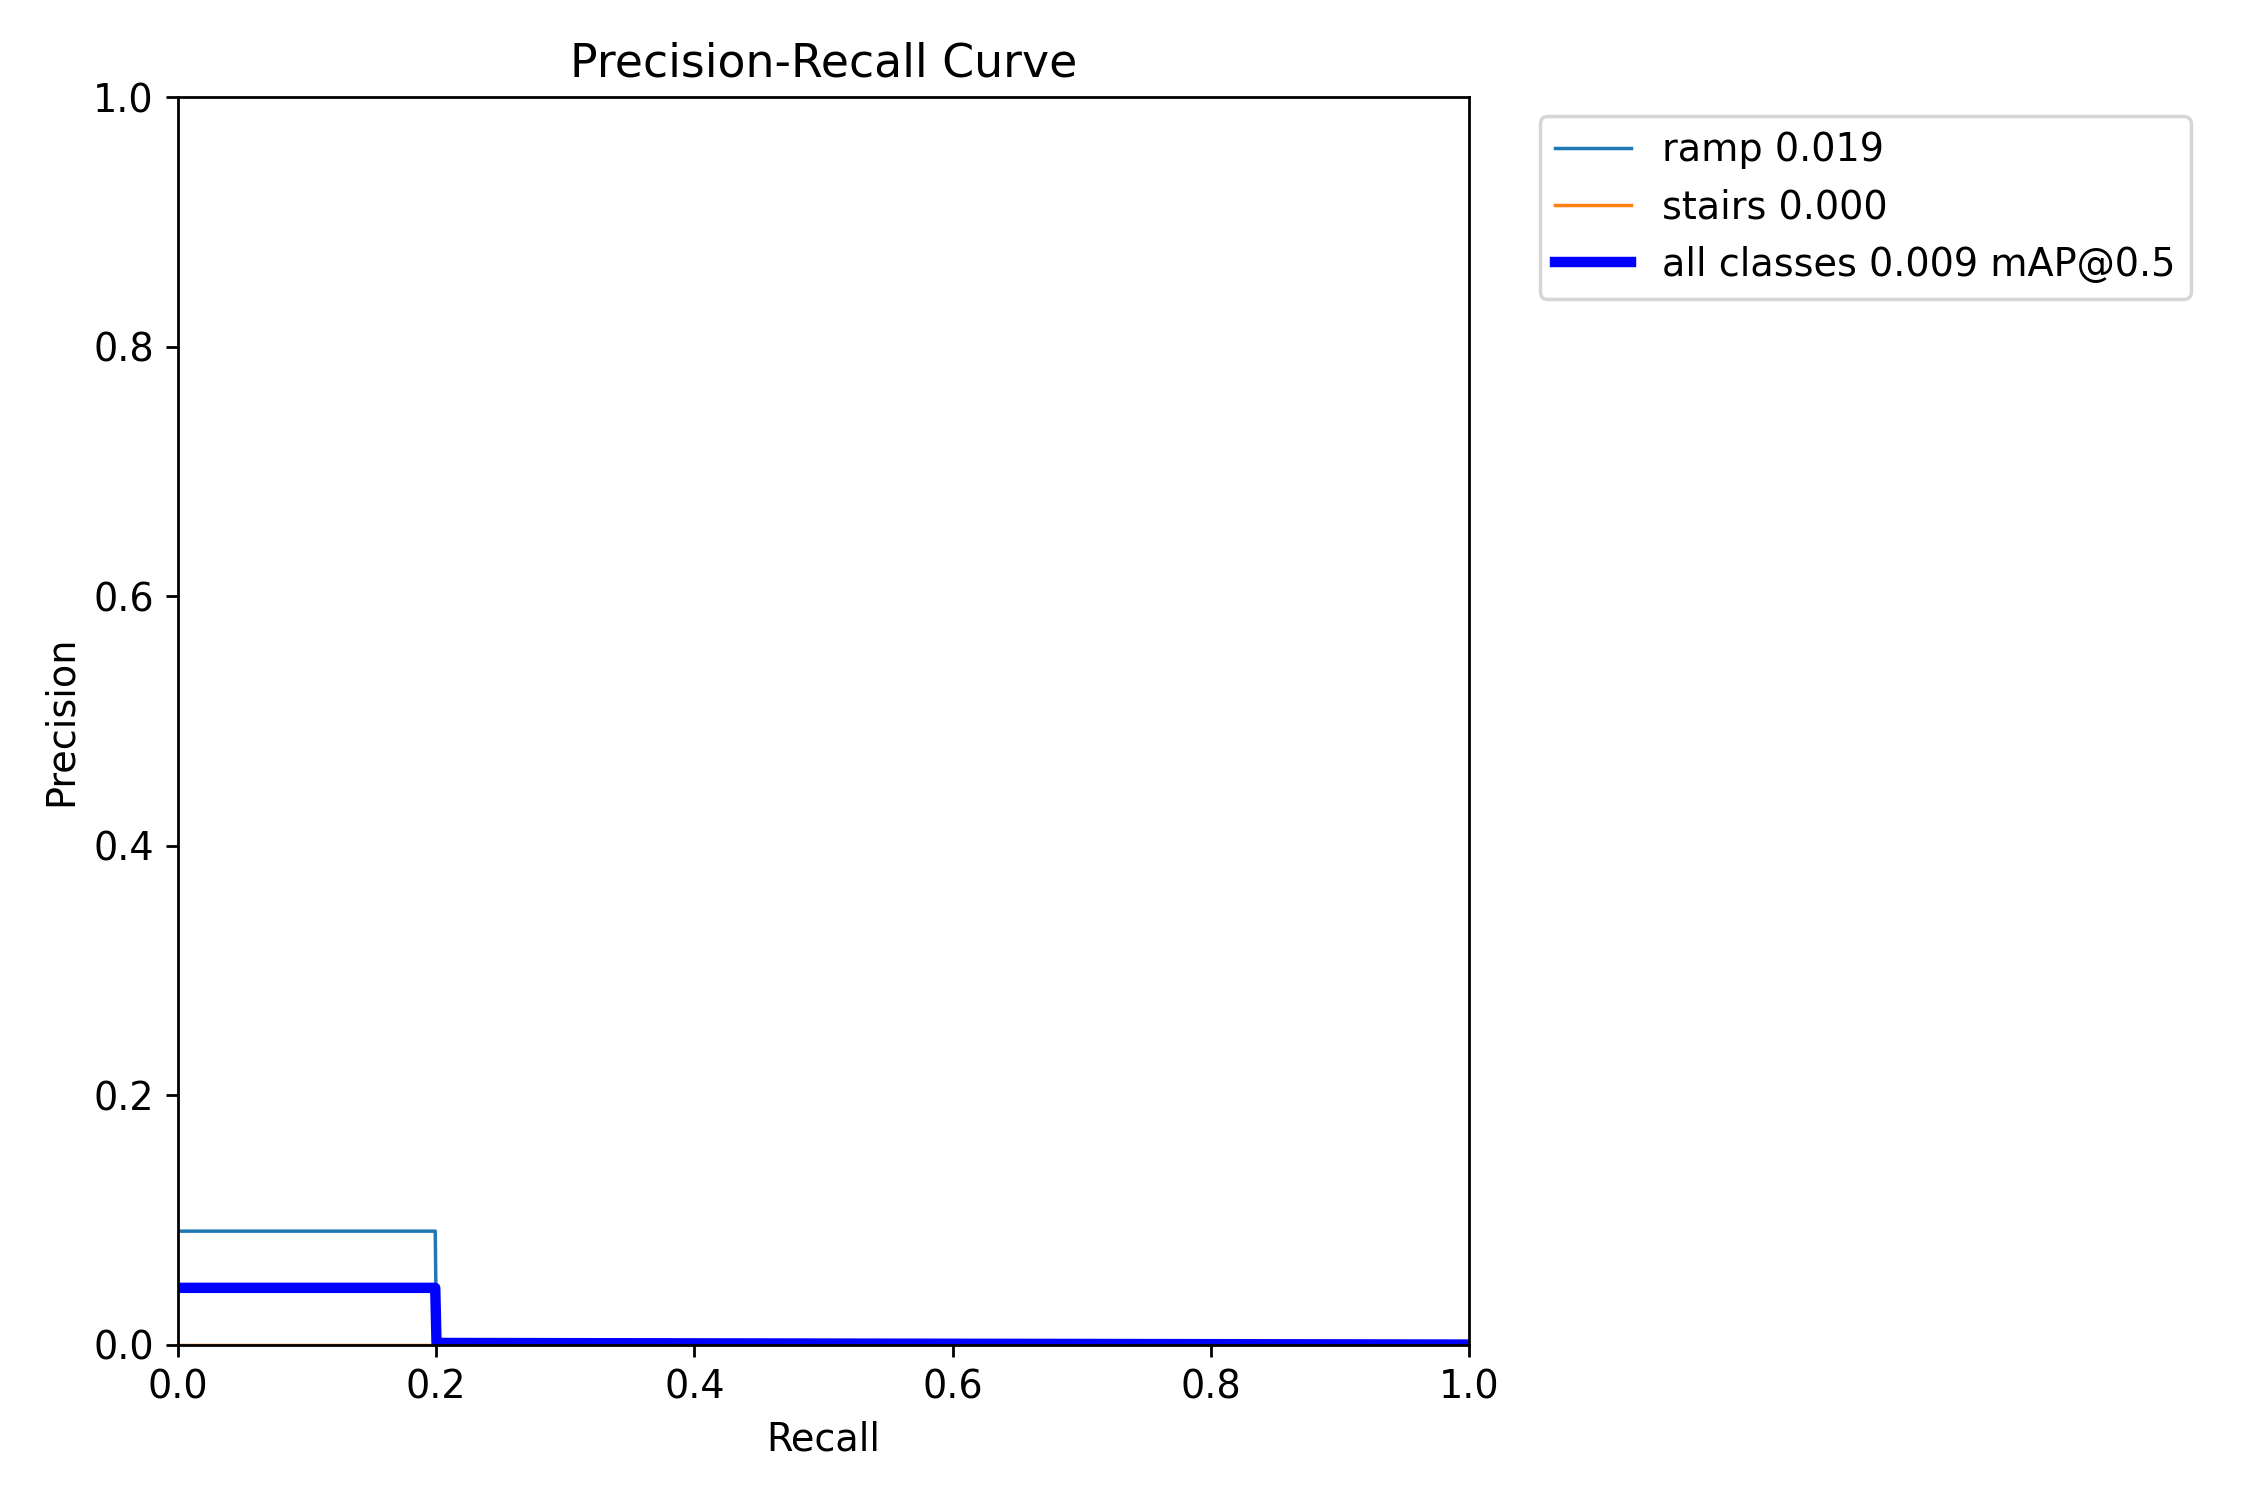 Precision-Recall Curve
1.0
0.8
0.6
0.4
0.2
0.0
Precision
0.0 0.2 0.4 0.6 0.8 1.0
Recall
ramp 0.019
stairs 0.000
all classes 0.009 mAP@0.5